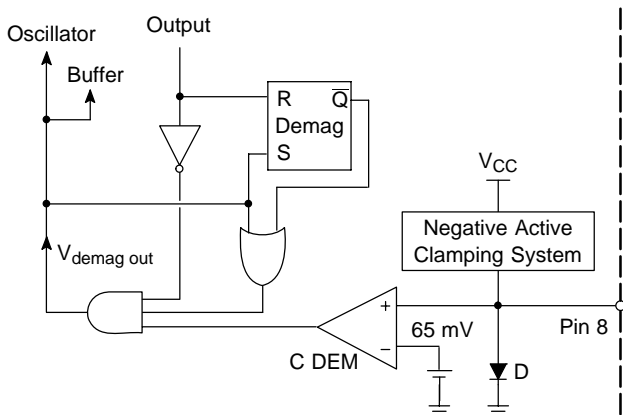 Oscillator
Output
Buffer
R
Q̅
Demag
S
VCC
Negative Active
Clamping System
Vdemag out
+
65 mV
Pin 8
−
C DEM
D